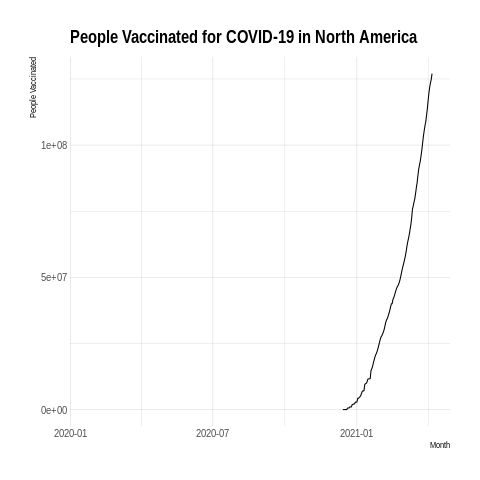 People Vaccinated for COVID-19 in North America
People Vaccinated
1e+08
5e+07
0e+00
2020-01 2020-07 2021-01
Month